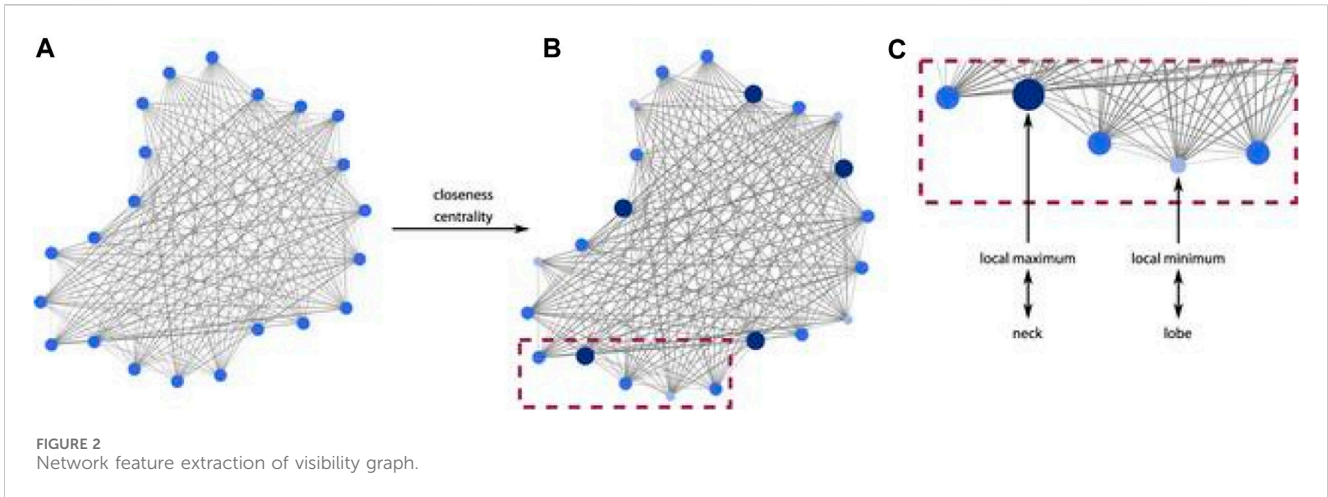 A
B
C
closeness
centrality
local maximum
local minimum
neck
lobe
FIGURE 2
Network feature extraction of visibility graph.